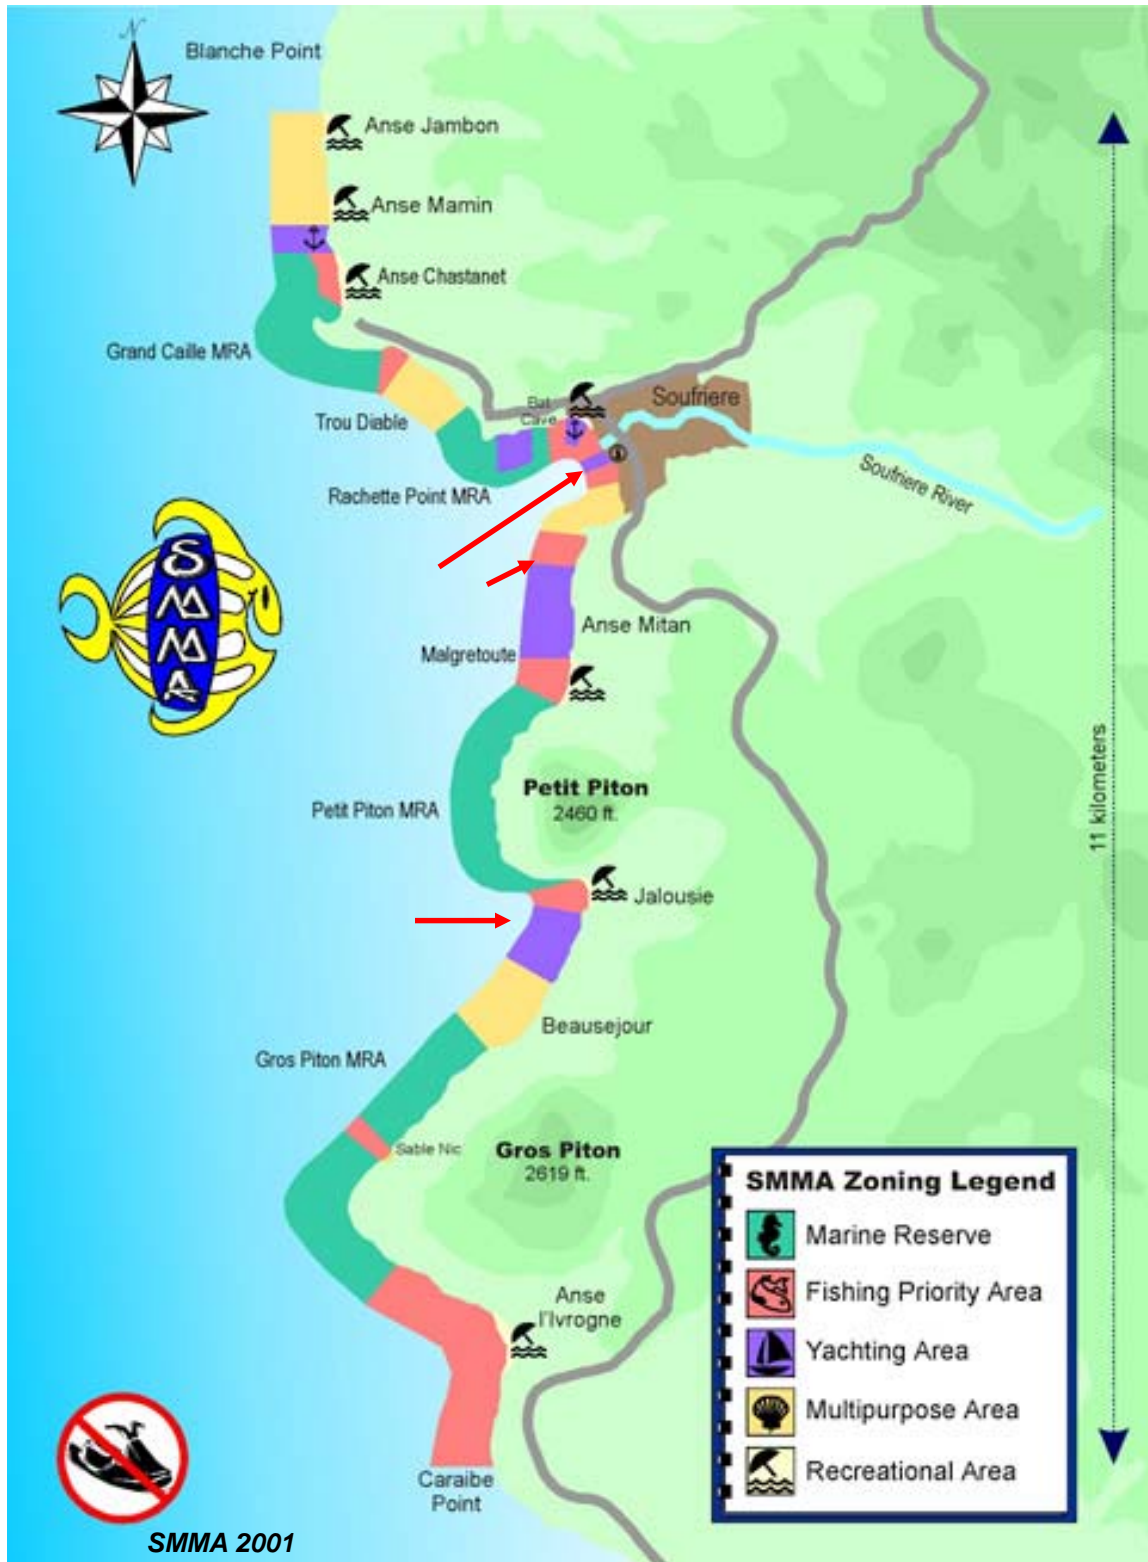 N
Blanche Point
Anse Jambon
Anse Mamin
Anse Chastanet
Grand Caille MRA
Trou Diable
Bat
Cave
Soufriere
Rachette Point MRA
Soufriere River
SMMA
Anse Mitan
Malgretoute
Petit Piton
2460 ft.
Petit Piton MRA
11 kilometers
Jalousie
Beausejour
Gros Piton MRA
Sable Nic
Gros Piton
2619 ft.
Anse
l'Ivrogne
Caraibe
Point
SMMA Zoning Legend
Marine Reserve
Fishing Priority Area
Yachting Area
Multipurpose Area
Recreational Area
SMMA 2001